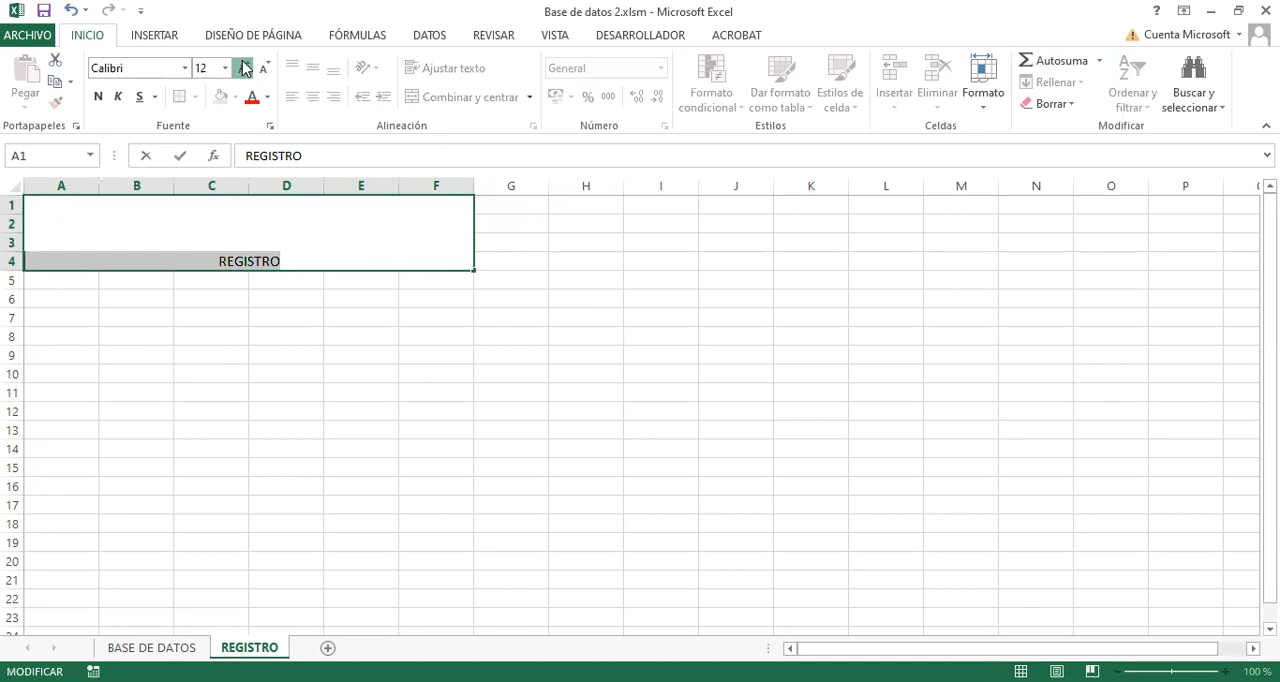 Base de datos 2.xlsm - Microsoft Excel
?
ARCHIVO INICIO INSERTAR DISEÑO DE PÁGINA FÓRMULAS DATOS REVISAR VISTA DESARROLLADOR ACROBAT Cuenta Microsoft
Pegar
Portapapeles
Calibri 12
N K S A
Fuente
Ajustar texto
Combinar y centrar
Alineación
General
% 000
Número
Formato condicional
Dar formato como tabla
Estilos de celda
Estilos
Insertar Eliminar Formato
Celdas
Autosuma
Rellenar
Borrar
Ordenar y filtrar
Buscar y seleccionar
Modificar
A1 fx REGISTRO
A B C D E F G H I J K L M N O P
1
2
3
4 REGISTRO
5
6
7
8
9
10
11
12
13
14
15
16
17
18
19
20
21
22
23
BASE DE DATOS REGISTRO
MODIFICAR 100 %